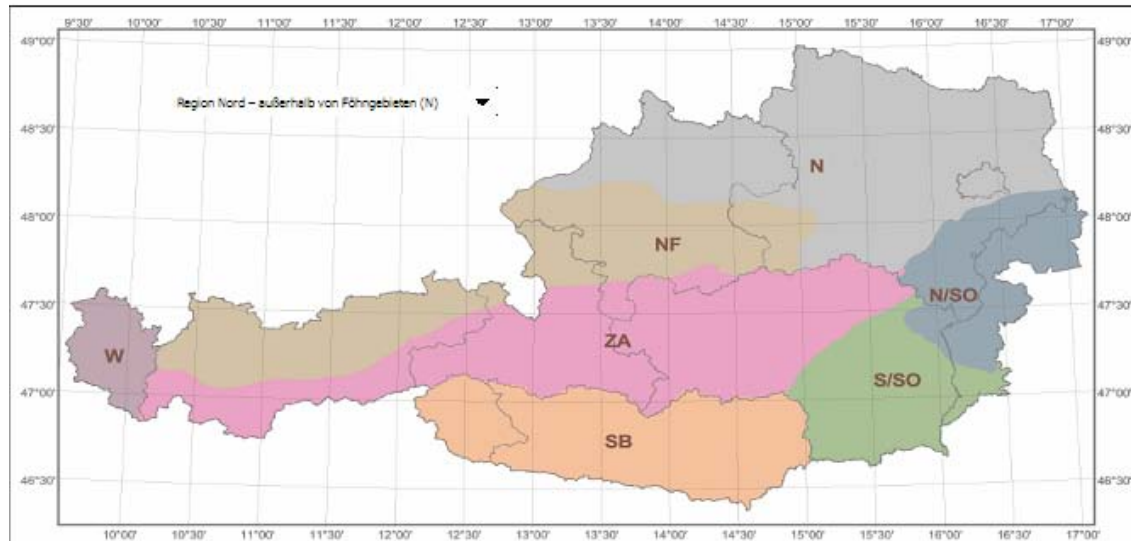 9°30' 10°00' 10°30' 11°00' 11°30' 12°00' 12°30' 13°00' 13°30' 14°00' 14°30' 15°00' 15°30' 16°00' 16°30' 17°00'
49°00' 49°00'
Region Nord – außerhalb von Föhngebieten (N)
48°30' 48°30'
N
48°00' 48°00'
NF
47°30' 47°30'
N/SO
W
ZA
S/SO
47°00' 47°00'
SB
46°30' 46°30'
10°00' 10°30' 11°00' 11°30' 12°00' 12°30' 13°00' 13°30' 14°00' 14°30' 15°00' 15°30' 16°00' 16°30' 17°00'